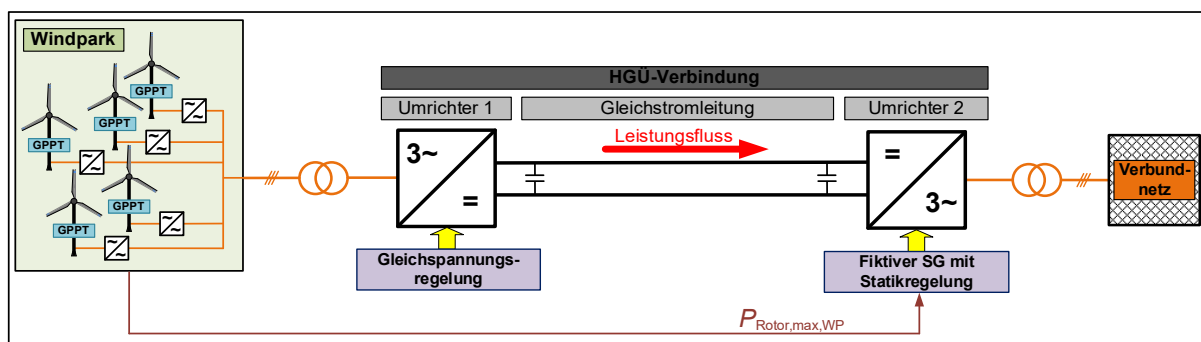 Windpark
GPPT
GPPT
GPPT
GPPT
GPPT
HGÜ-Verbindung
Umrichter 1
Gleichstromleitung
Umrichter 2
Leistungsfluss
3~
=
=
3~
Verbund-
netz
Gleichspannungs-
regelung
Fiktiver SG mit
Statikregelung
P_Rotor,max,WP